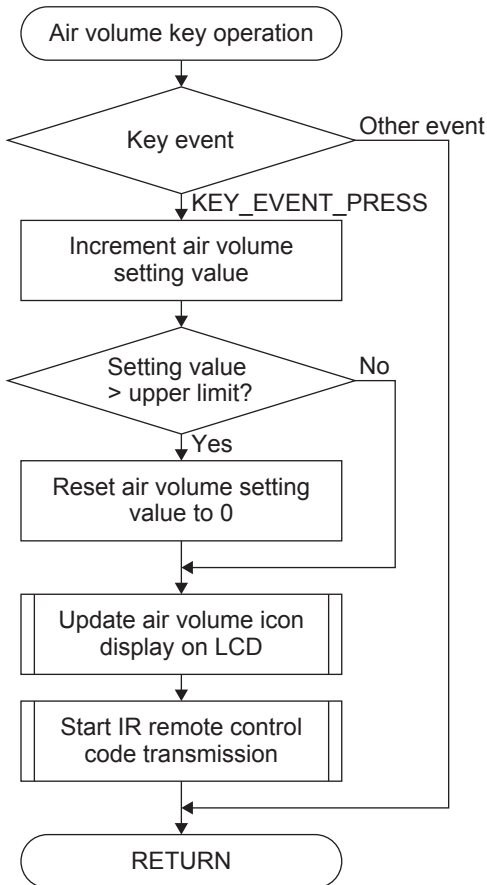 Air volume key operation
Key event
Other event
KEY_EVENT_PRESS
Increment air volume
setting value
Setting value
> upper limit?
No
Yes
Reset air volume setting
value to 0
Update air volume icon
display on LCD
Start IR remote control
code transmission
RETURN